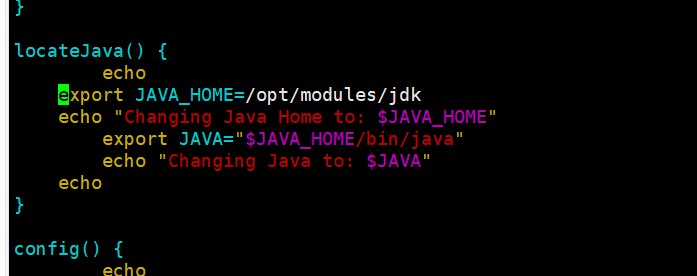 }
locateJava() {
echo
export JAVA_HOME=/opt/modules/jdk
echo "Changing Java Home to: $JAVA_HOME"
export JAVA="$JAVA_HOME/bin/java"
echo "Changing Java to: $JAVA"
echo
}
config() {
echo